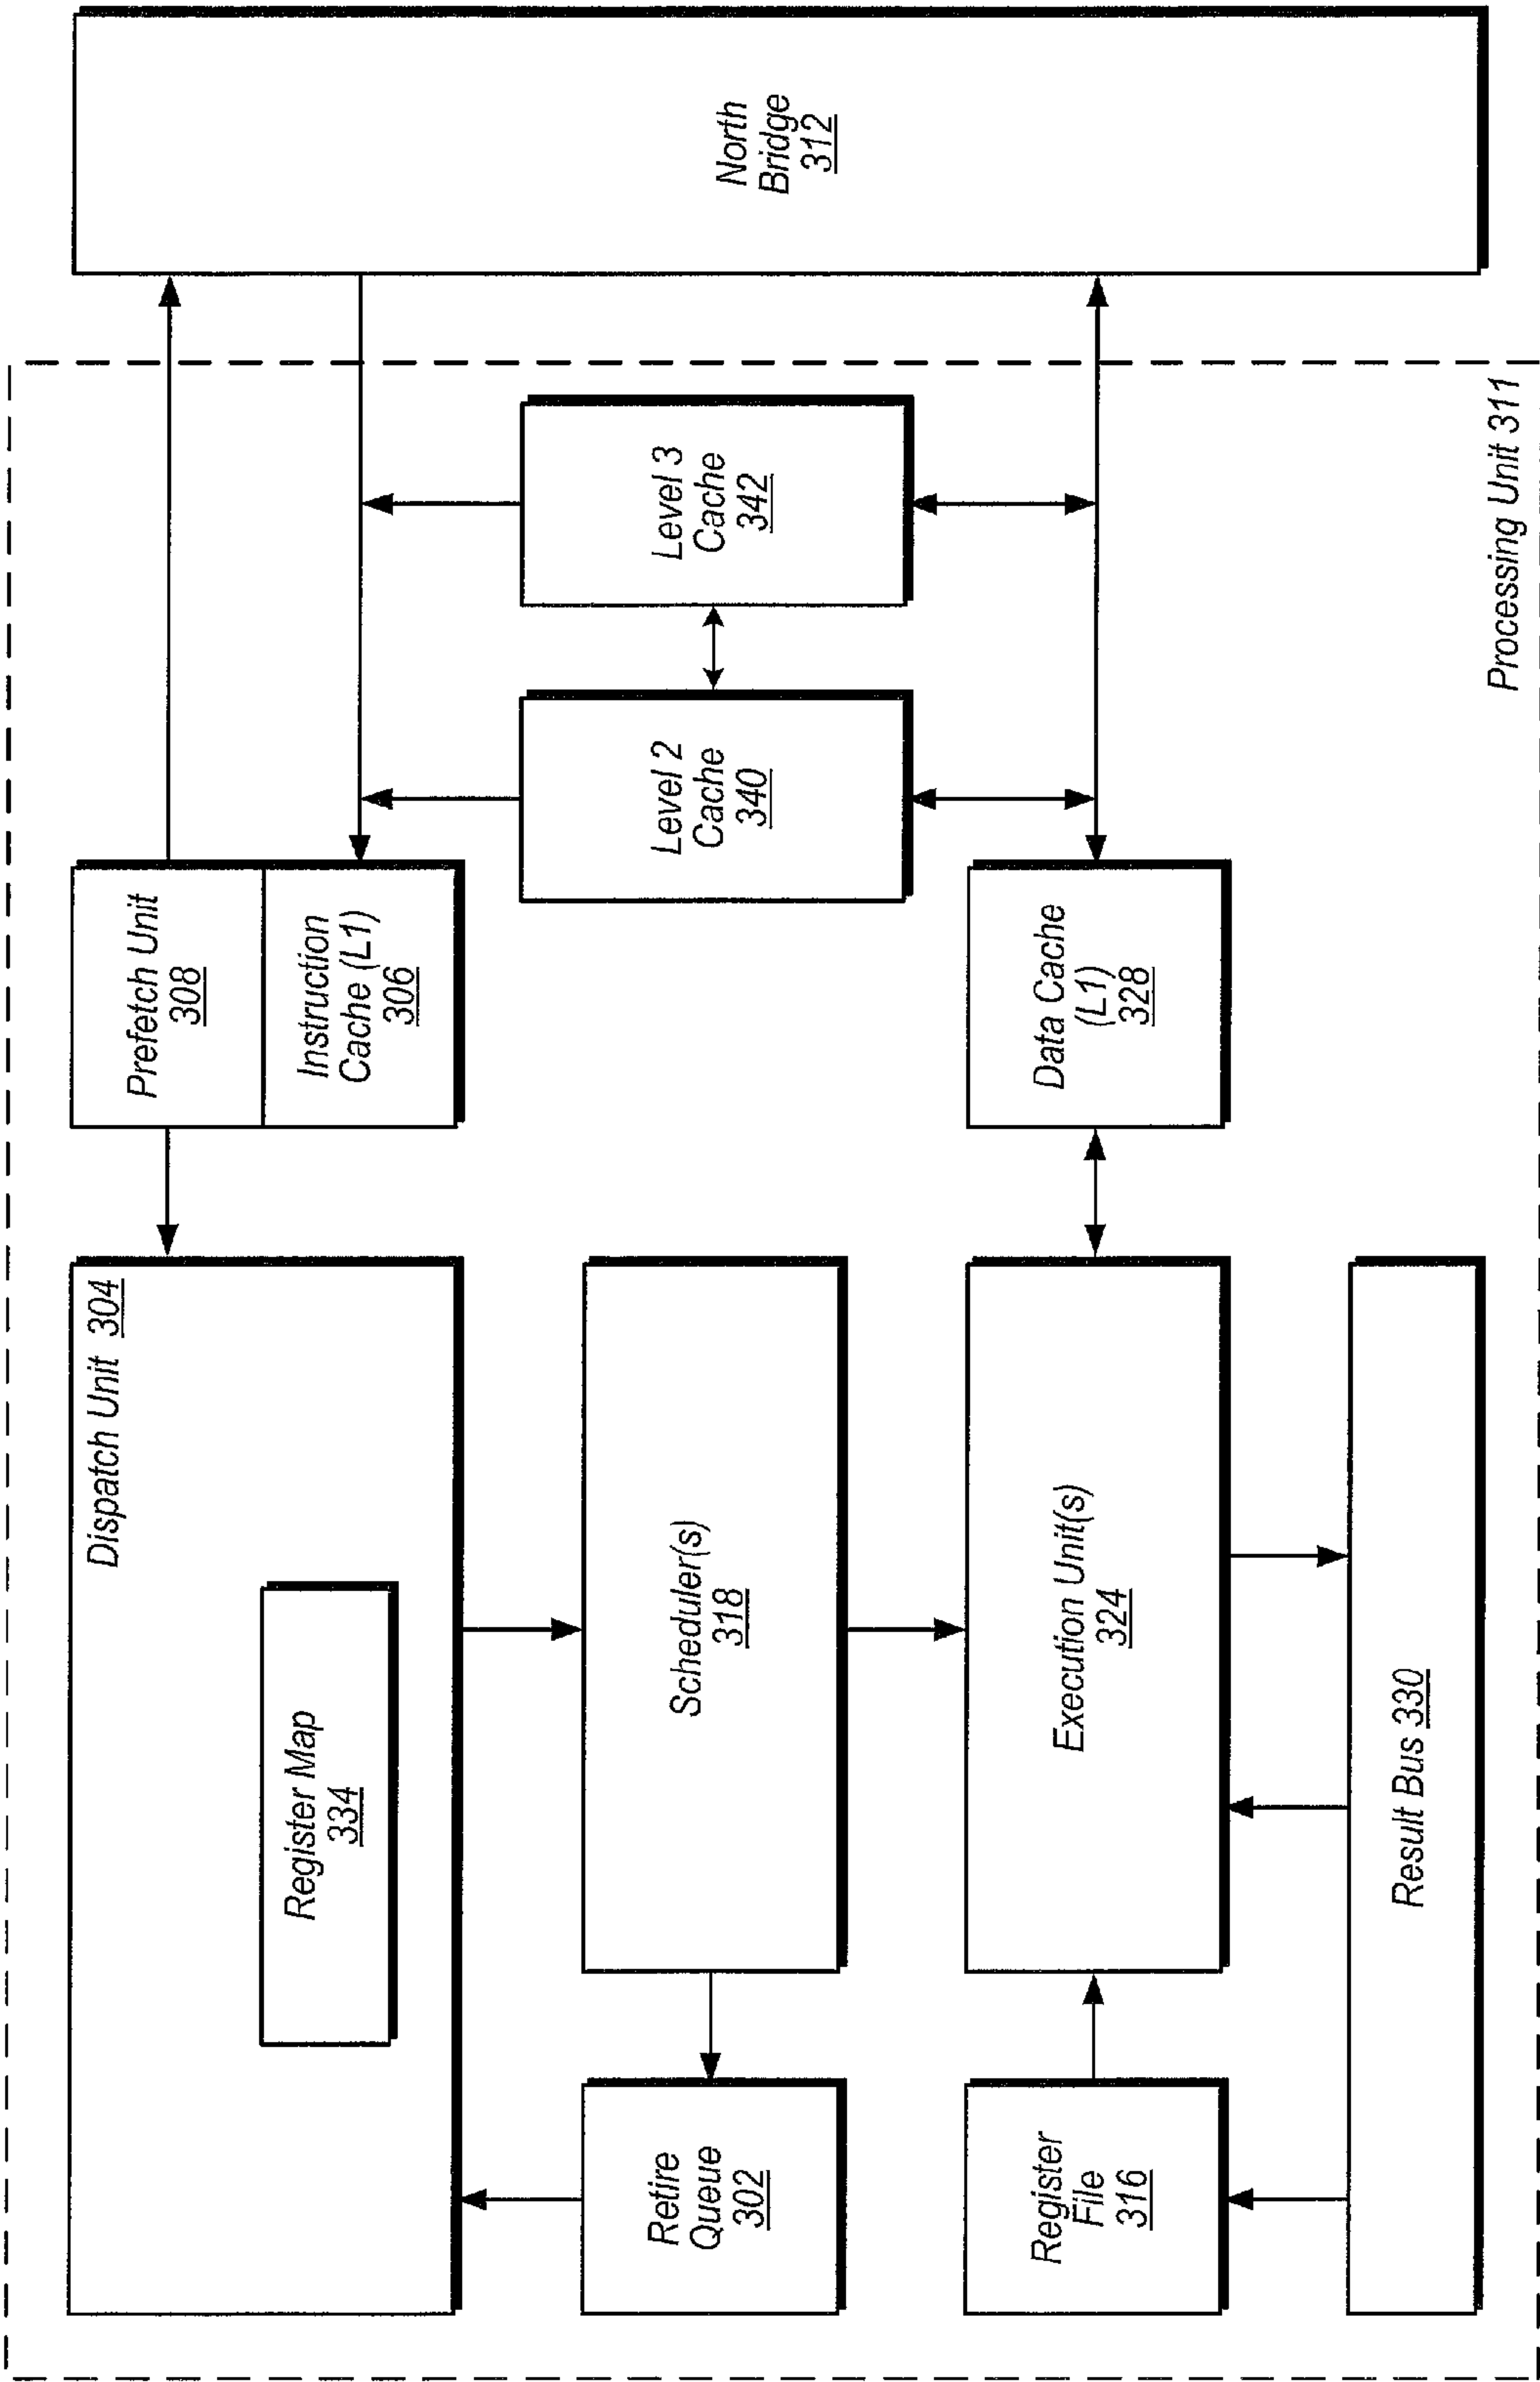 Dispatch Unit 304
Register Map
334
Prefetch Unit
308
Instruction
Cache (L1)
306
Retire
Queue
302
Scheduler(s)
318
Level 2
Cache
340
Level 3
Cache
342
North
Bridge
312
Register
File
316
Execution Unit(s)
324
Data Cache
(L1)
328
Result Bus 330
Processing Unit 311